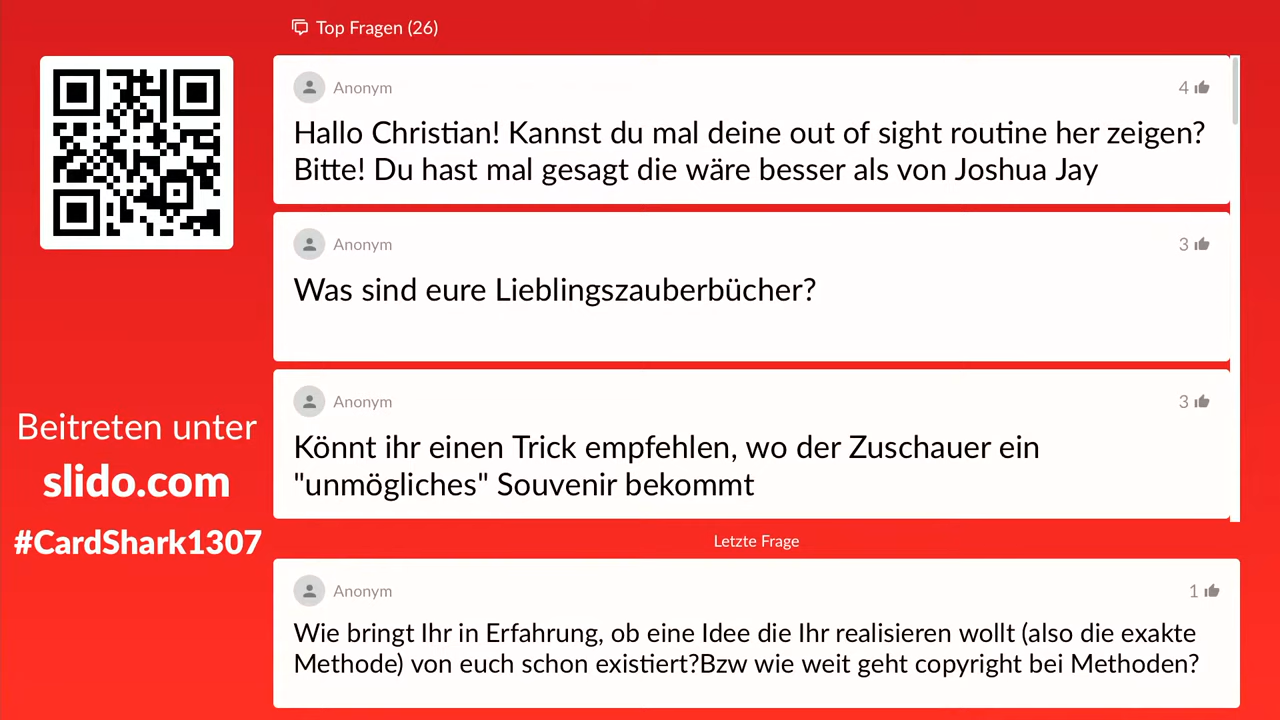 Top Fragen (26)
Anonym
4
Hallo Christian! Kannst du mal deine out of sight routine her zeigen?
Bitte! Du hast mal gesagt die wäre besser als von Joshua Jay
Anonym
3
Was sind eure Lieblingszauberbücher?
Anonym
3
Könnt ihr einen Trick empfehlen, wo der Zuschauer ein
"unmögliches" Souvenir bekommt
Beitreten unter
slido.com
#CardShark1307
Letzte Frage
Anonym
1
Wie bringt Ihr in Erfahrung, ob eine Idee die Ihr realisieren wollt (also die exakte
Methode) von euch schon existiert?Bzw wie weit geht copyright bei Methoden?